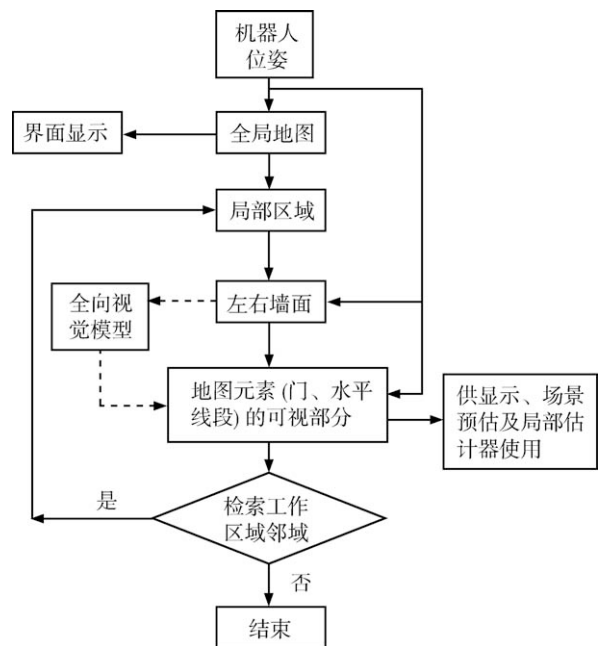 机器人
位姿
界面显示
全局地图
局部区域
全向视
觉模型
左右墙面
地图元素 (门、水平
线段) 的可视部分
供显示、场景
预估及局部估
计器使用
是
检索工作
区域邻域
否
结束